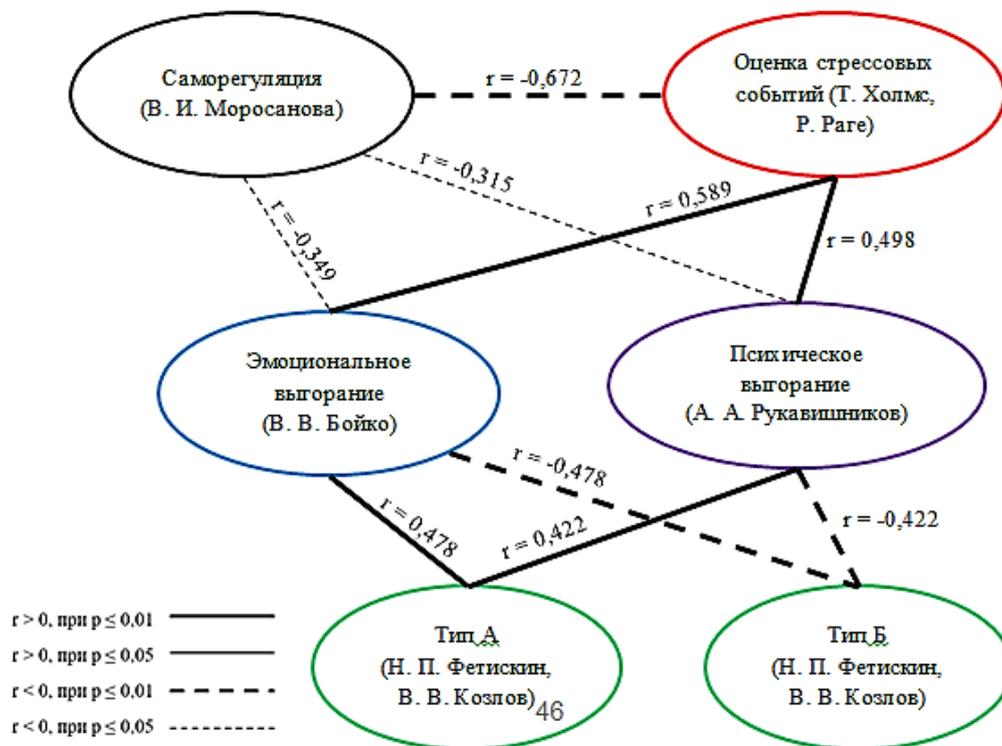 Саморегуляция
(В. И. Моросанова)
r = -0,672
Оценка стрессовых
событий (Т. Холмс,
Р. Раге)
r = -0,315
r = -0,349
r = 0,589
r = 0,498
Эмоциональное
выгорание
(В. В. Бойко)
Психическое
выгорание
(А. А. Рукавишников)
r = -0,478
r = 0,478
r = 0,422
r = -0,422
Тип А
(Н. П. Фетискин,
В. В. Козлов)
Тип Б
(Н. П. Фетискин,
В. В. Козлов)
46
r > 0, при p ≤ 0,01
r > 0, при p ≤ 0,05
r < 0, при p ≤ 0,01
r < 0, при p ≤ 0,05